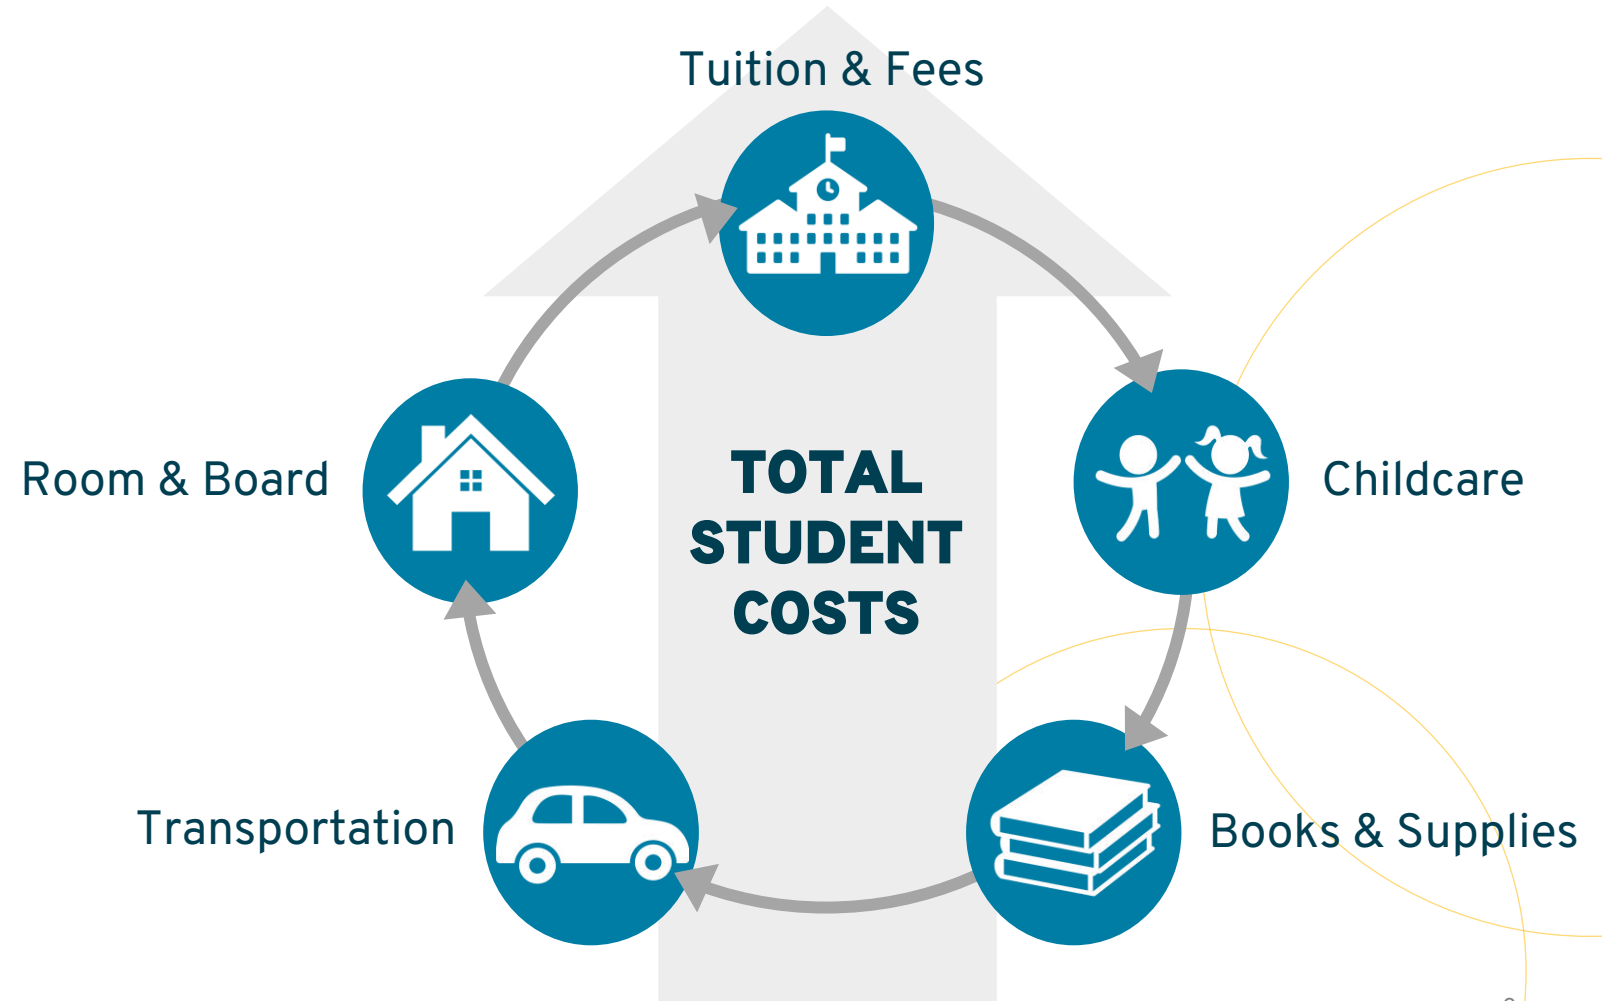 Tuition & Fees
Room & Board
TOTAL
STUDENT
COSTS
Childcare
Transportation
Books & Supplies